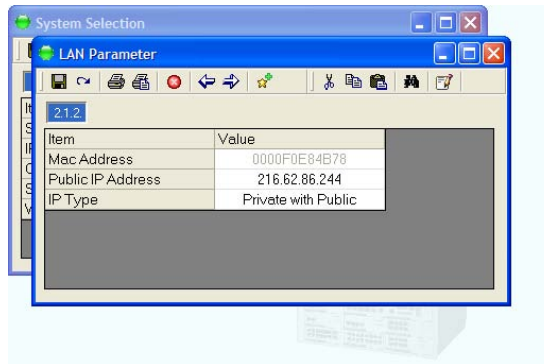 System Selection
LAN Parameter
2.1.2.
Item Value
Mac Address 0000F0E84B78
Public IP Address 216.62.86.244
IP Type Private with Public